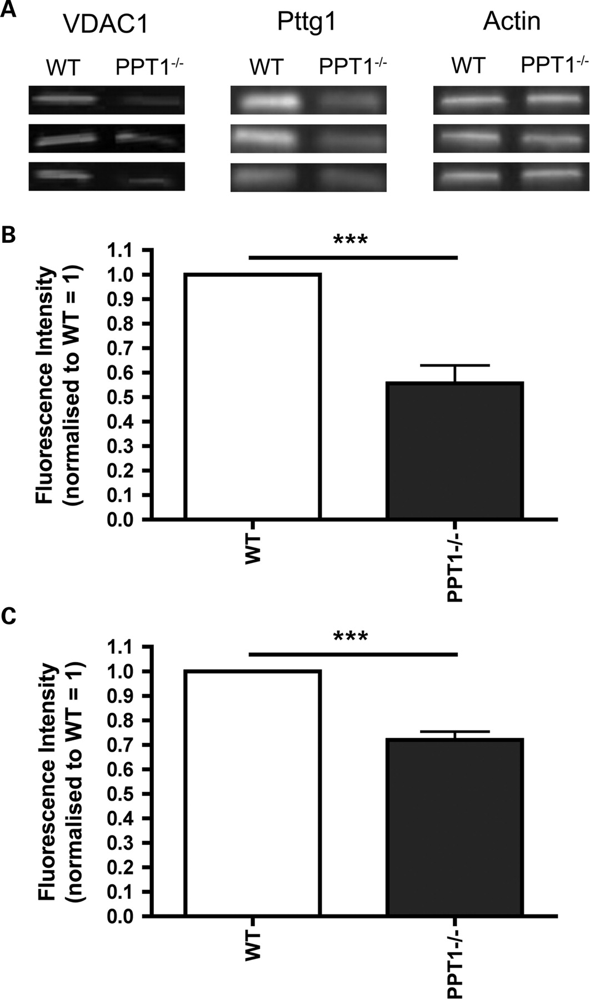 A
VDAC1 Pttg1 Actin
WT PPT1-/- WT PPT1-/- WT PPT1-/-
B
***
Fluorescence Intensity
(normalised to WT = 1)
1.1
1.0
0.9
0.8
0.7
0.6
0.5
0.4
0.3
0.2
0.1
0.0
WT
PPT1-/-
C
***
Fluorescence Intensity
(normalised to WT = 1)
1.1
1.0
0.9
0.8
0.7
0.6
0.5
0.4
0.3
0.2
0.1
0.0
WT
PPT1-/-